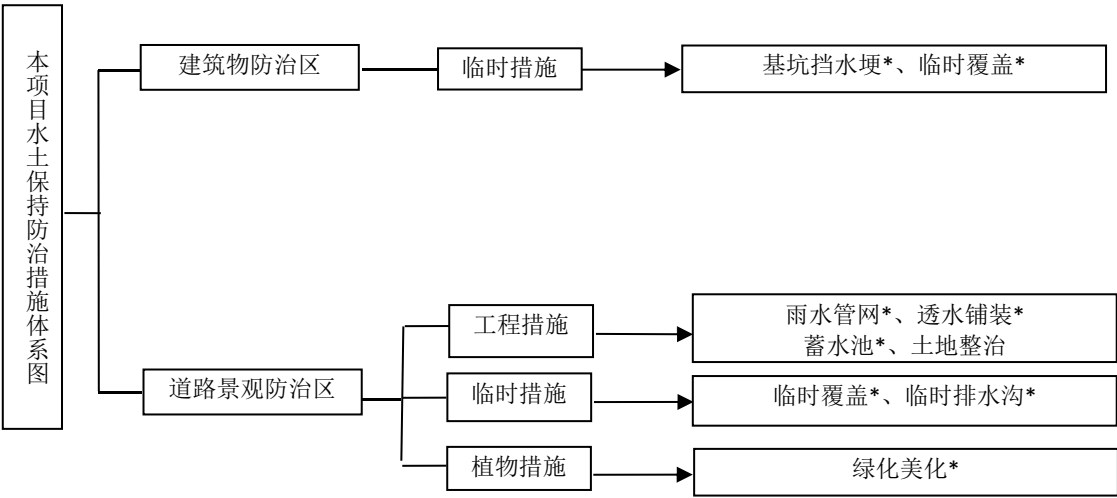 本项目水土保持防治措施体系图
建筑物防治区
临时措施
基坑挡水埂*、临时覆盖*
道路景观防治区
工程措施
雨水管网*、透水铺装*
蓄水池*、土地整治
临时措施
临时覆盖*、临时排水沟*
植物措施
绿化美化*